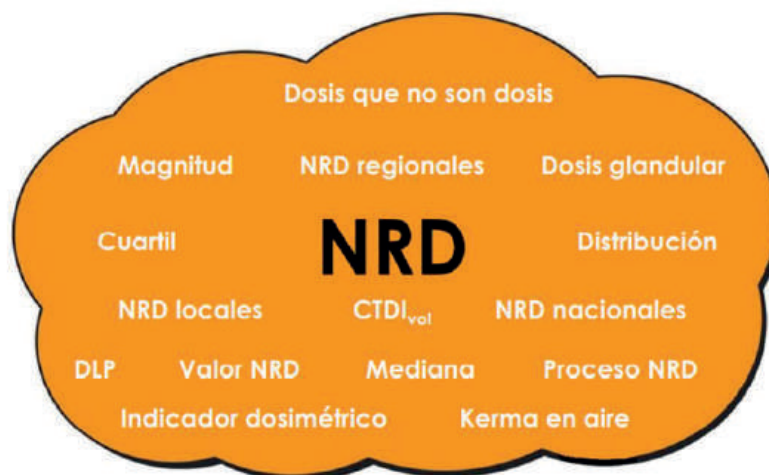 Dosis que no son dosis
Magnitud NRD regionales Dosis glandular
Cuartil NRD Distribución
NRD locales CTDIvol NRD nacionales
DLP Valor NRD Mediana Proceso NRD
Indicador dosimétrico Kerma en aire